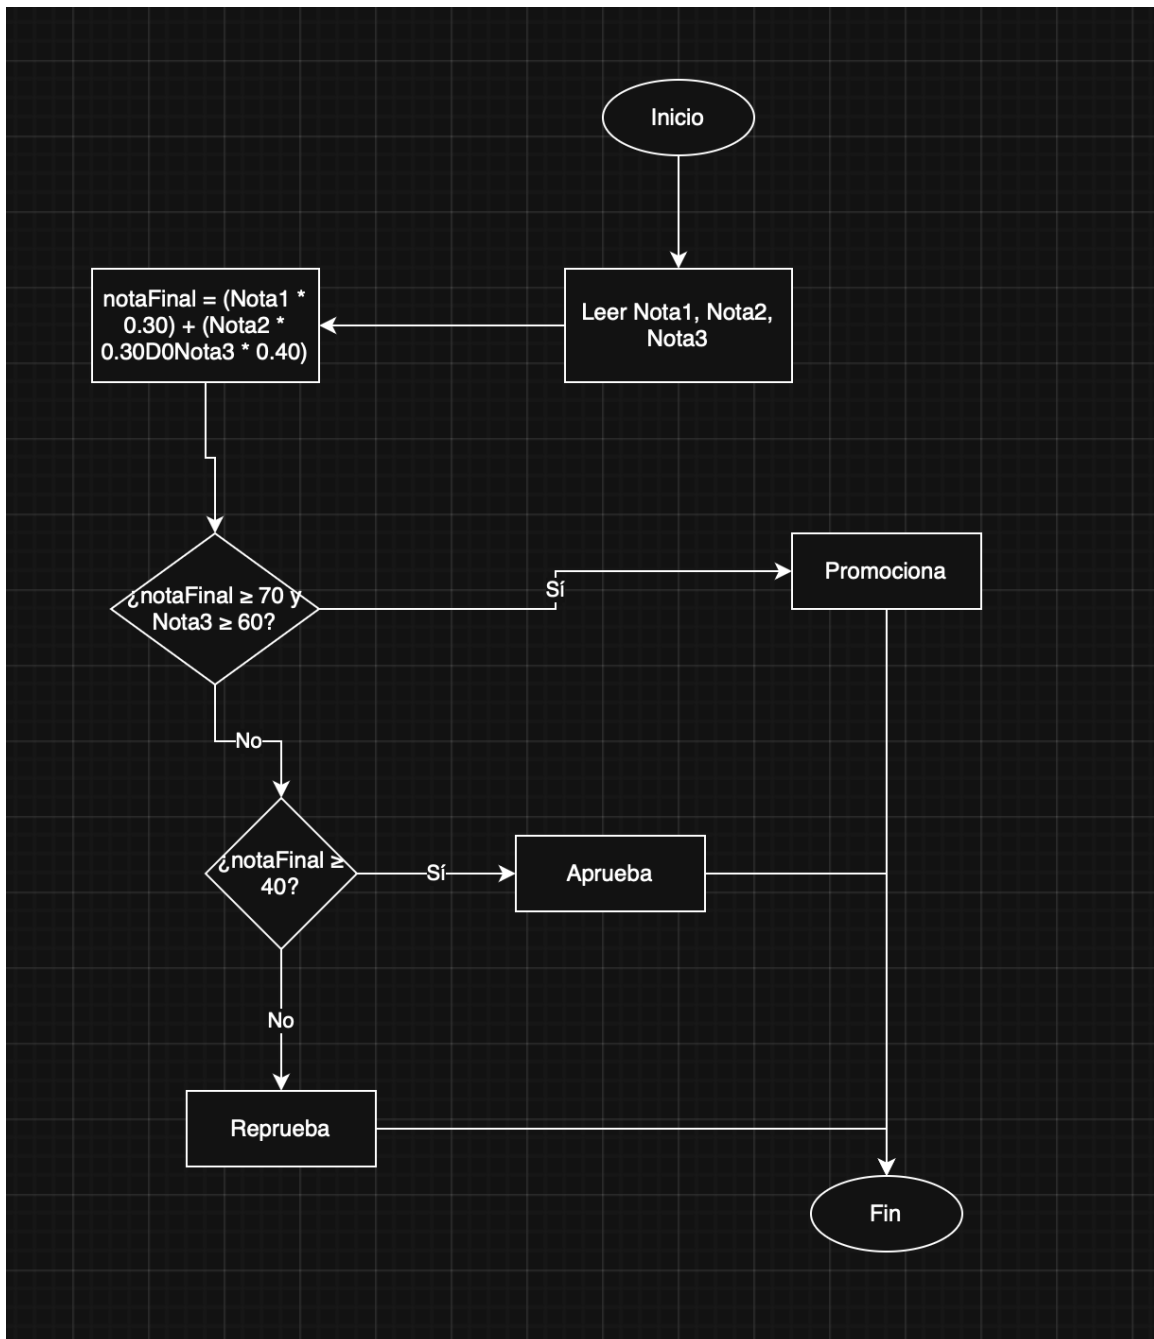 Inicio
Leer Nota1, Nota2,
Nota3
notaFinal = (Nota1 *
0.30) + (Nota2 *
0.30D0Nota3 * 0.40)
¿notaFinal ≥ 70 y
Nota3 ≥ 60?
Sí
Promociona
No
¿notaFinal ≥
40?
Sí
Aprueba
No
Reprueba
Fin